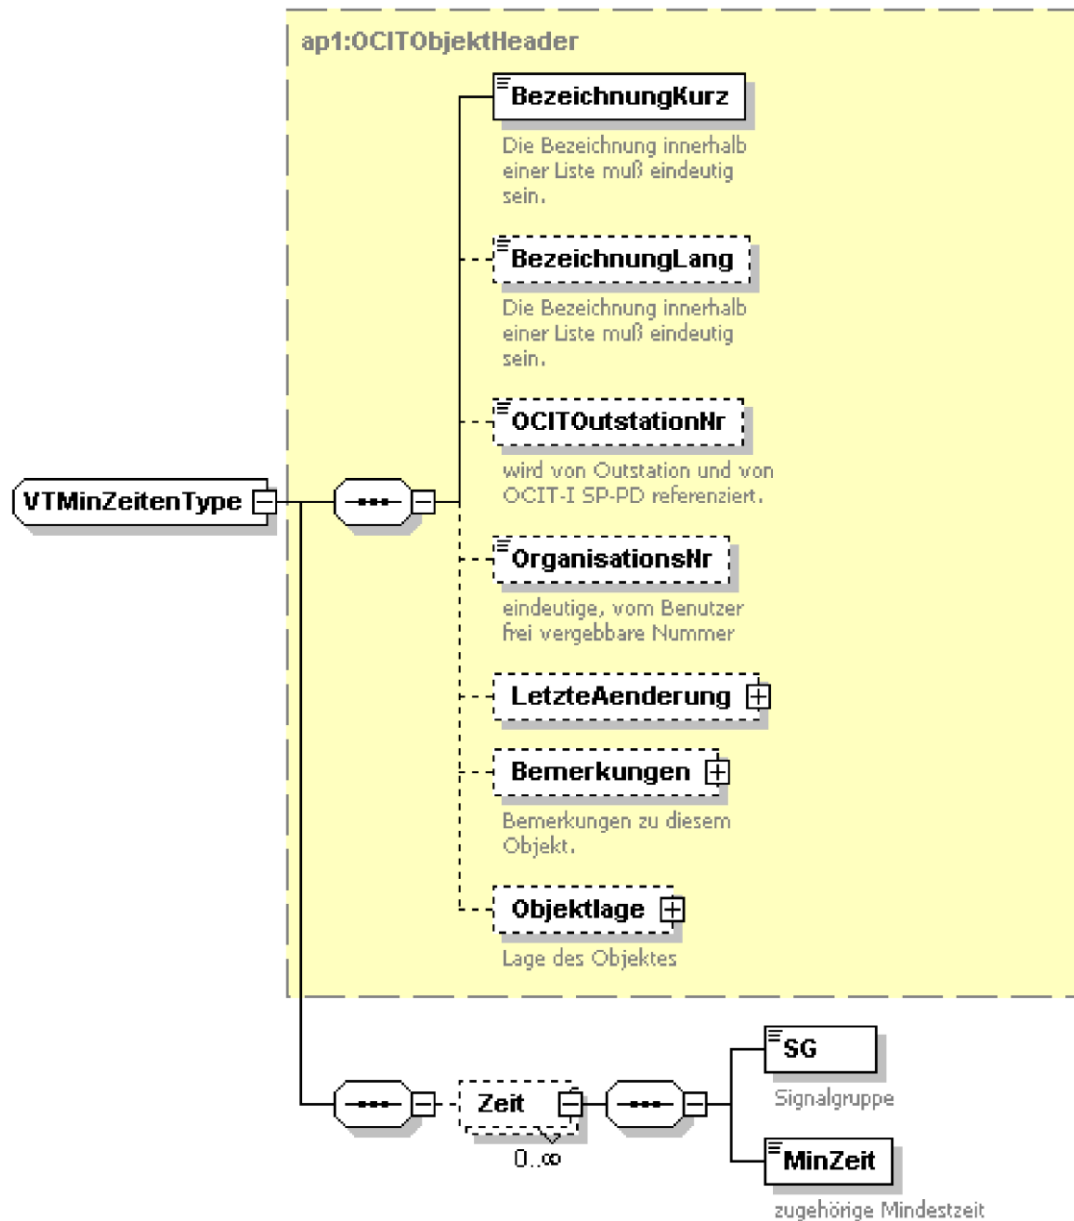 ap1:OCITObjektHeader
BezeichnungKurz
Die Bezeichnung innerhalb
einer Liste muß eindeutig
sein.
BezeichnungLang
Die Bezeichnung innerhalb
einer Liste muß eindeutig
sein.
OCITOutstationNr
wird von Outstation und von
OCIT-I SP-PD referenziert.
VTMinZeitenType
OrganisationsNr
eindeutige, vom Benutzer
frei vergebbare Nummer
LetzteAenderung
Bemerkungen
Bemerkungen zu diesem
Objekt.
Objektlage
Lage des Objektes
SG
Signalgruppe
Zeit
0..∞
MinZeit
zugehörige Mindestzeit